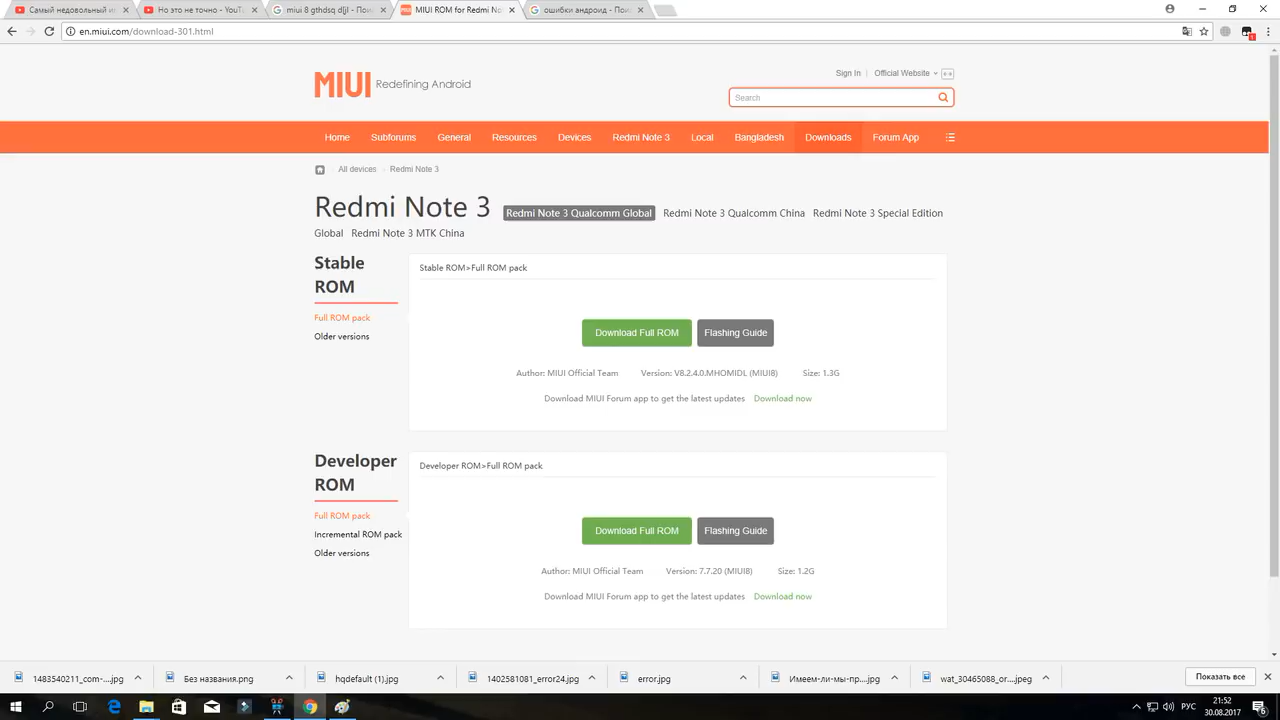 Самый недовольный и
Но это не точно - YouTu
miui 8 gthdsq dljl - Пои
MIUI ROM for Redmi No
ошибки андроид - Пои
en.miui.com/download-301.html
1
MIUI Redefining Android
Sign In Official Website
Search
Home Subforums General Resources Devices Redmi Note 3 Local Bangladesh Downloads Forum App
All devices Redmi Note 3
Redmi Note 3 Redmi Note 3 Qualcomm Global Redmi Note 3 Qualcomm China Redmi Note 3 Special Edition
Global Redmi Note 3 MTK China
Stable
ROM
Full ROM pack
Older versions
Stable ROM>Full ROM pack
Download Full ROM Flashing Guide
Author: MIUI Official Team Version: V8.2.4.0.MHOMIDL (MIUI8) Size: 1.3G
Download MIUI Forum app to get the latest updates Download now
Developer
ROM
Full ROM pack
Incremental ROM pack
Older versions
Developer ROM>Full ROM pack
Download Full ROM Flashing Guide
Author: MIUI Official Team Version: 7.7.20 (MIUI8) Size: 1.2G
Download MIUI Forum app to get the latest updates Download now
1483540211_com-....jpg
Без названия.png
hqdefault (1).jpg
1402581081_error24.jpg
error.jpg
Имеем-ли-мы-пр....jpg
wat_30465088_or....jpeg
Показать все
РУС
21:52
30.08.2017